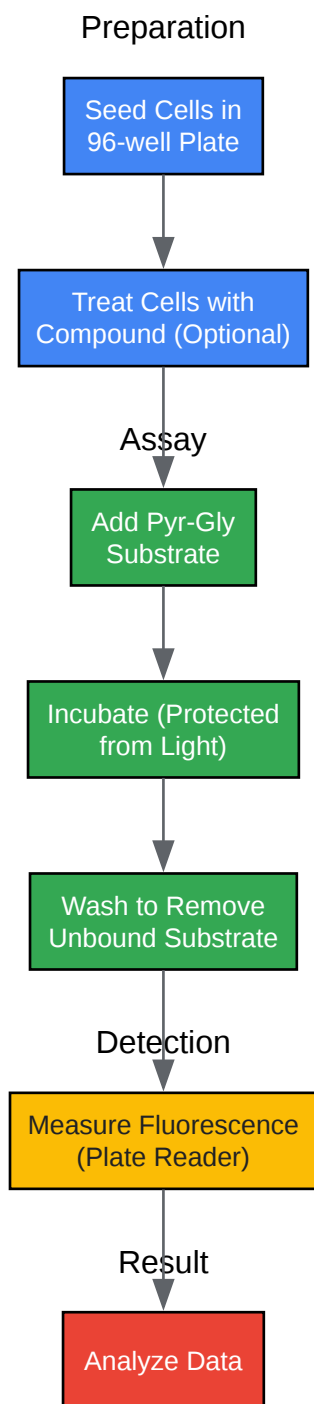 Preparation
Seed Cells in
96-well Plate
Treat Cells with
Compound (Optional)
Assay
Add Pyr-Gly
Substrate
Incubate (Protected
from Light)
Wash to Remove
Unbound Substrate
Detection
Measure Fluorescence
(Plate Reader)
Result
Analyze Data